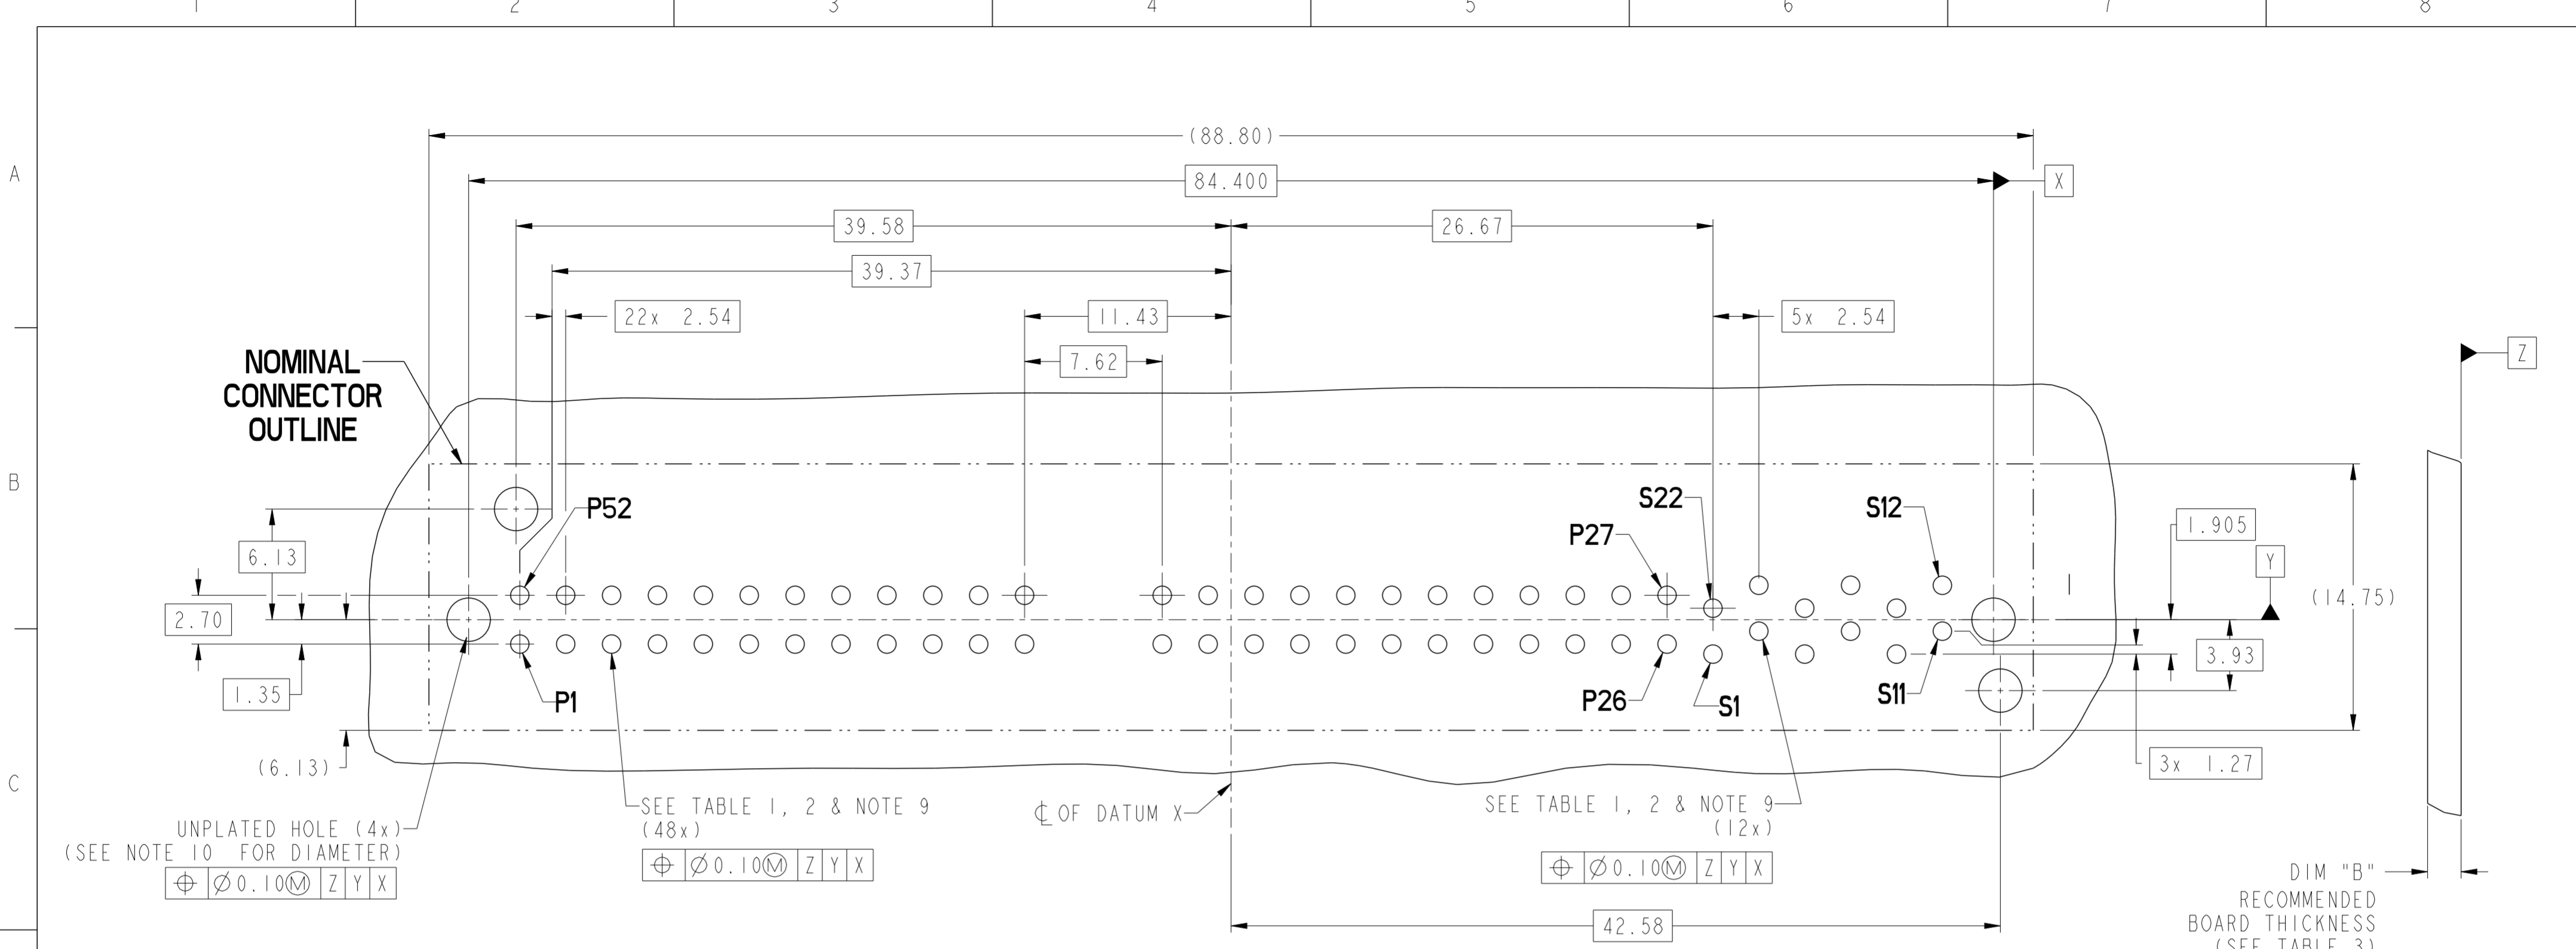 1 2 3 4 5 6 7 8
A
B
C
(88.80)
84.400
X
39.58
26.67
39.37
22x 2.54
11.43
5x 2.54
7.62
Z
NOMINAL
CONNECTOR
OUTLINE
P52
S22
S12
P27
1.905
Y
6.13
(14.75)
2.70
3.93
1.35
P1
P26
S1
S11
(6.13)
3x 1.27
UNPLATED HOLE (4x)
(SEE NOTE 10 FOR DIAMETER)
⌖ Ø0.10Ⓜ Z Y X
SEE TABLE 1, 2 & NOTE 9
(48x)
⌖ Ø0.10Ⓜ Z Y X
℄ OF DATUM X
SEE TABLE 1, 2 & NOTE 9
(12x)
⌖ Ø0.10Ⓜ Z Y X
42.58
DIM "B"
RECOMMENDED
BOARD THICKNESS
(SEE TABLE 3)